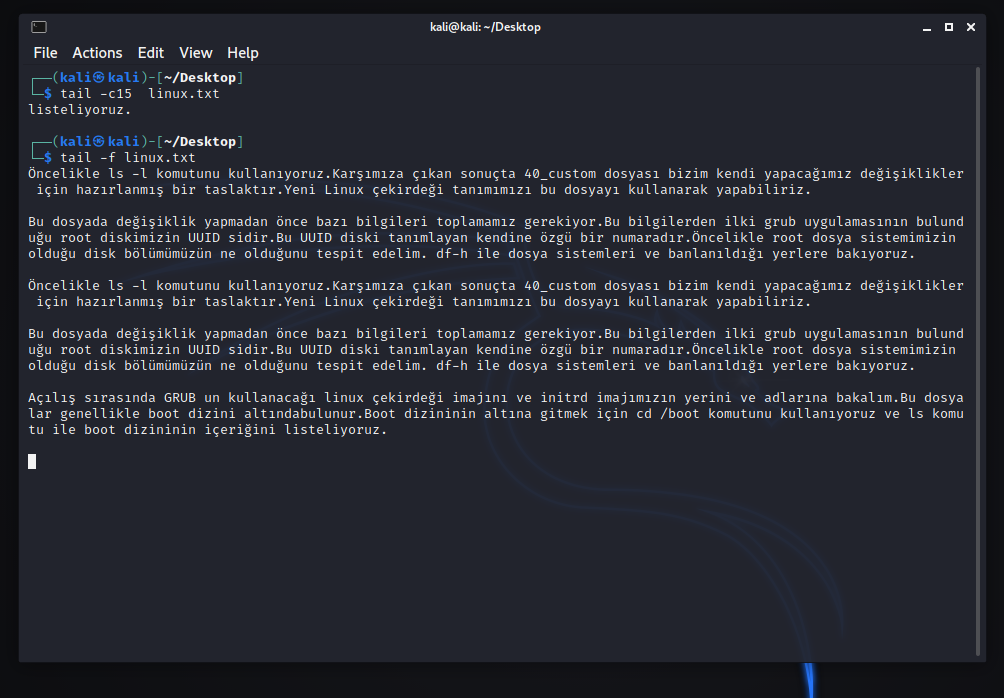 kali@kali: ~/Desktop
File Actions Edit View Help
┌──(kali㉿kali)-[~/Desktop]
└─$ tail -c15  linux.txt
listeliyoruz.
┌──(kali㉿kali)-[~/Desktop]
└─$ tail -f linux.txt
Öncelikle ls -l komutunu kullanıyoruz.Karşımıza çıkan sonuçta 40_custom dosyası bizim kendi yapacağımız değişiklikler
için hazırlanmış bir taslaktır.Yeni Linux çekirdeği tanımımızı bu dosyayı kullanarak yapabiliriz.
Bu dosyada değişiklik yapmadan önce bazı bilgileri toplamamız gerekiyor.Bu bilgilerden ilki grub uygulamasının bulund
uğu root diskimizin UUID sidir.Bu UUID diski tanımlayan kendine özgü bir numaradır.Öncelikle root dosya sistemimizin
olduğu disk bölümümüzün ne olduğunu tespit edelim. df-h ile dosya sistemleri ve banlanıldığı yerlere bakıyoruz.
Öncelikle ls -l komutunu kullanıyoruz.Karşımıza çıkan sonuçta 40_custom dosyası bizim kendi yapacağımız değişiklikler
için hazırlanmış bir taslaktır.Yeni Linux çekirdeği tanımımızı bu dosyayı kullanarak yapabiliriz.
Bu dosyada değişiklik yapmadan önce bazı bilgileri toplamamız gerekiyor.Bu bilgilerden ilki grub uygulamasının bulund
uğu root diskimizin UUID sidir.Bu UUID diski tanımlayan kendine özgü bir numaradır.Öncelikle root dosya sistemimizin
olduğu disk bölümümüzün ne olduğunu tespit edelim. df-h ile dosya sistemleri ve banlanıldığı yerlere bakıyoruz.
Açılış sırasında GRUB un kullanacağı linux çekirdeği imajını ve initrd imajımızın yerini ve adlarına bakalım.Bu dosya
lar genellikle boot dizini altındabulunur.Boot dizininin altına gitmek için cd /boot komutunu kullanıyoruz ve ls komu
tu ile boot dizininin içeriğini listeliyoruz.